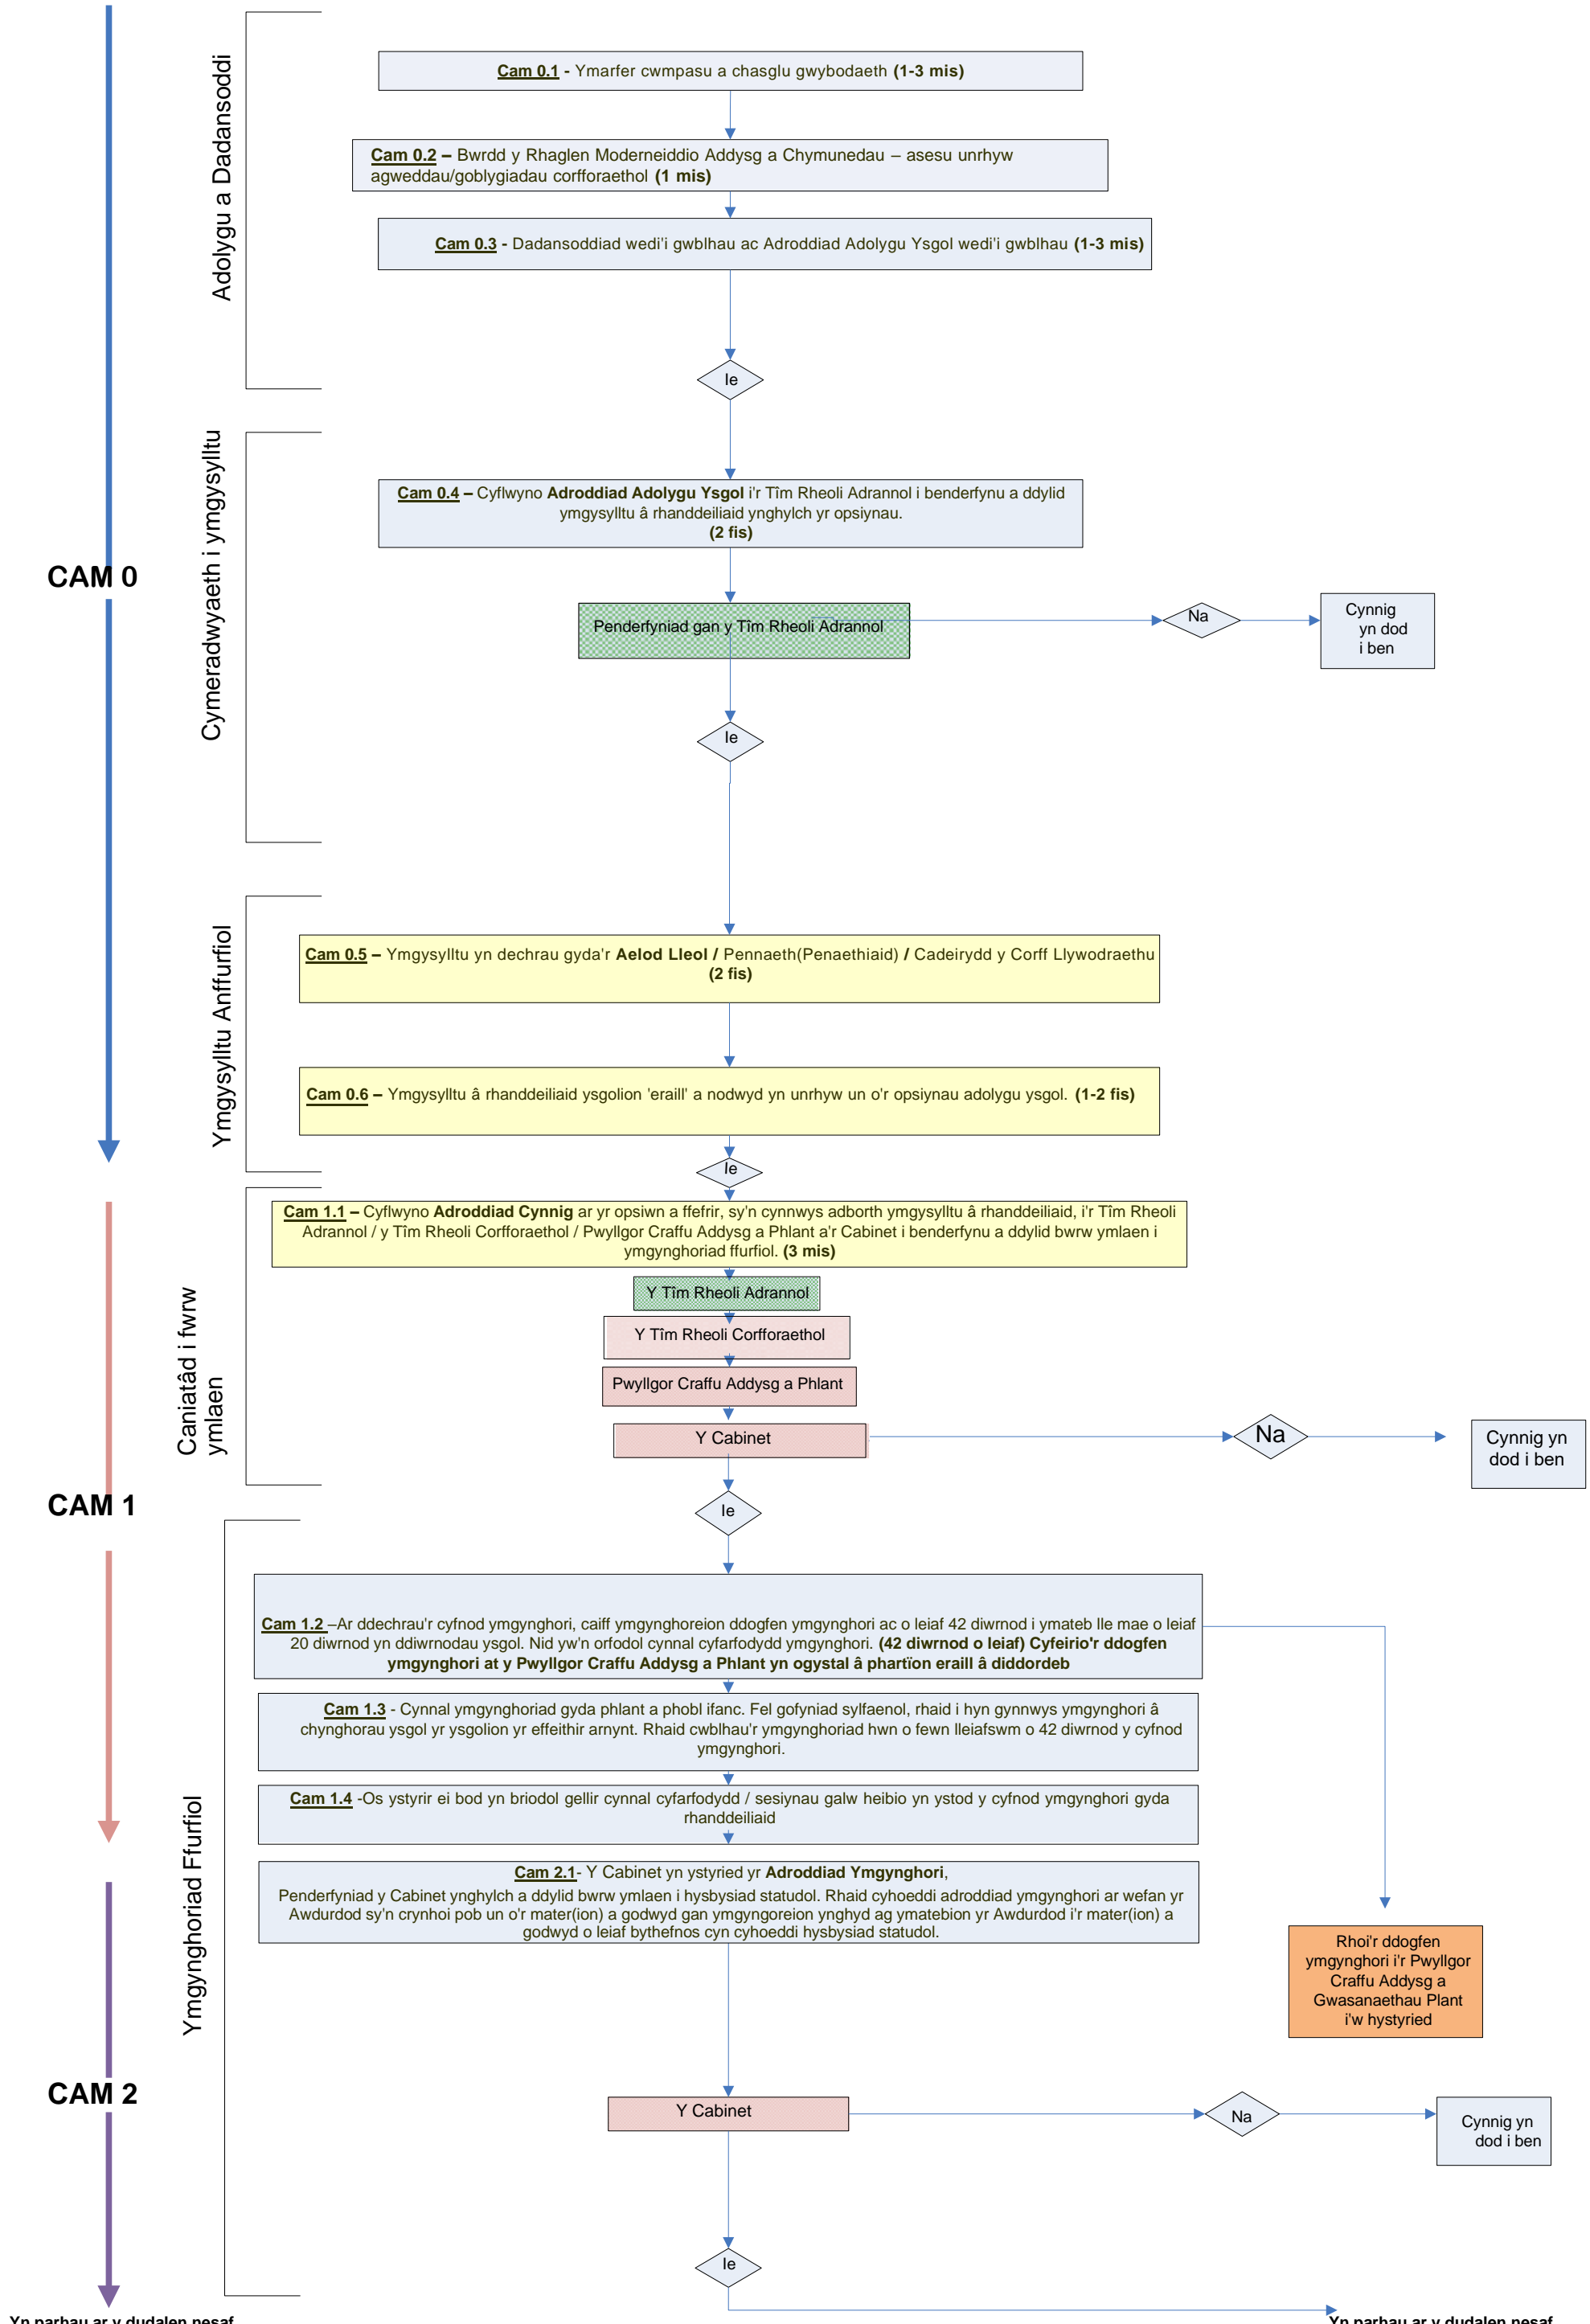 Adolygu a Dadansoddi
Cam 0.1 - Ymarfer cwmpasu a chasglu gwybodaeth (1-3 mis)
Cam 0.2 – Bwrdd y Rhaglen Moderneiddio Addysg a Chymunedau – asesu unrhyw
agweddau/goblygiadau corfforaethol (1 mis)
Cam 0.3 - Dadansoddiad wedi'i gwblhau ac Adroddiad Adolygu Ysgol wedi'i gwblhau (1-3 mis)
Ie
CAM 0
Cymeradwyaeth i ymgysylltu
Cam 0.4 – Cyflwyno Adroddiad Adolygu Ysgol i'r Tîm Rheoli Adrannol i benderfynu a ddylid
ymgysylltu â rhanddeiliaid ynghylch yr opsiynau.
(2 fis)
Penderfyniad gan y Tîm Rheoli Adrannol
Na
Cynnig
yn dod
i ben
Ie
Ymgysylltu Anffurfiol
Cam 0.5 – Ymgysylltu yn dechrau gyda'r Aelod Lleol / Pennaeth(Penaethiaid) / Cadeirydd y Corff Llywodraethu
(2 fis)
Cam 0.6 – Ymgysylltu â rhanddeiliaid ysgolion 'eraill' a nodwyd yn unrhyw un o'r opsiynau adolygu ysgol. (1-2 fis)
Ie
CAM 1
Caniatâd i fwrw
ymlaen
Cam 1.1 – Cyflwyno Adroddiad Cynnig ar yr opsiwn a ffefrir, sy'n cynnwys adborth ymgysylltu â rhanddeiliaid, i'r Tîm Rheoli
Adrannol / y Tîm Rheoli Corfforaethol / Pwyllgor Craffu Addysg a Phlant a'r Cabinet i benderfynu a ddylid bwrw ymlaen i
ymgynghoriad ffurfiol. (3 mis)
Y Tîm Rheoli Adrannol
Y Tîm Rheoli Corfforaethol
Pwyllgor Craffu Addysg a Phlant
Y Cabinet
Na
Cynnig yn
dod i ben
Ie
Ymgynghoriad Ffurfiol
Cam 1.2 –Ar ddechrau'r cyfnod ymgynghori, caiff ymgynghoreion ddogfen ymgynghori ac o leiaf 42 diwrnod i ymateb lle mae o leiaf
20 diwrnod yn ddiwrnodau ysgol. Nid yw'n orfodol cynnal cyfarfodydd ymgynghori. (42 diwrnod o leiaf) Cyfeirio'r ddogfen
ymgynghori at y Pwyllgor Craffu Addysg a Phlant yn ogystal â phartïon eraill â diddordeb
Cam 1.3 - Cynnal ymgynghoriad gyda phlant a phobl ifanc. Fel gofyniad sylfaenol, rhaid i hyn gynnwys ymgynghori â
chynghorau ysgol yr ysgolion yr effeithir arnynt. Rhaid cwblhau'r ymgynghoriad hwn o fewn lleiafswm o 42 diwrnod y cyfnod
ymgynghori.
Cam 1.4 -Os ystyrir ei bod yn briodol gellir cynnal cyfarfodydd / sesiynau galw heibio yn ystod y cyfnod ymgynghori gyda
rhanddeiliaid
Cam 2.1- Y Cabinet yn ystyried yr Adroddiad Ymgynghori,
Penderfyniad y Cabinet ynghylch a ddylid bwrw ymlaen i hysbysiad statudol. Rhaid cyhoeddi adroddiad ymgynghori ar wefan yr
Awdurdod sy'n crynhoi pob un o'r mater(ion) a godwyd gan ymgyngoreion ynghyd ag ymatebion yr Awdurdod i'r mater(ion) a
godwyd o leiaf bythefnos cyn cyhoeddi hysbysiad statudol.
Rhoi'r ddogfen
ymgynghori i'r Pwyllgor
Craffu Addysg a
Gwasanaethau Plant
i'w hystyried
CAM 2
Y Cabinet
Na
Cynnig yn
dod i ben
Ie
Yn parhau ar y dudalen nesaf
Yn parhau ar y dudalen nesaf